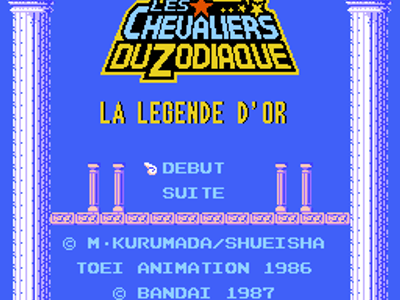 LES
CHEVALIERS
DU ZODIAQUE
LA LEGENDE D'OR
DEBUT
SUITE
© M.KURUMADA/SHUEISHA
TOEI ANIMATION 1986
© BANDAI 1987